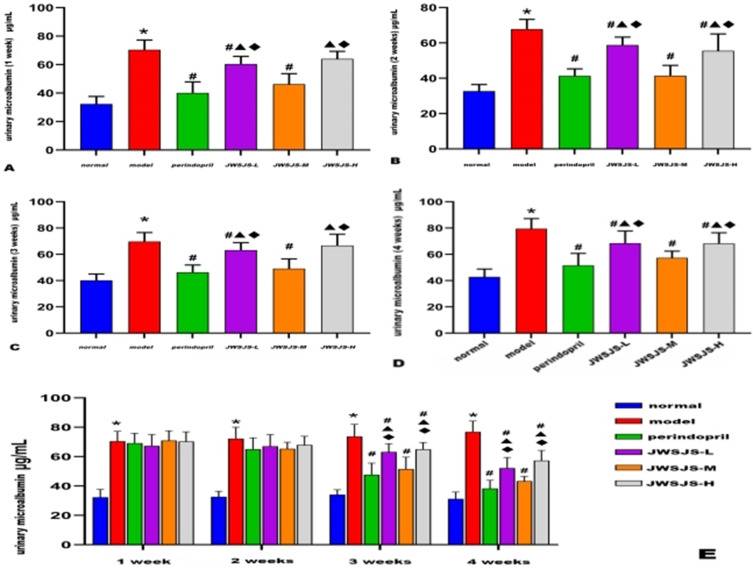 urinary microalbumin (1 week) µg/mL
100
80
60
40
20
0
*
#
#▲◆
#
▲◆
normal model perindopril JWSJS-L JWSJS-M JWSJS-H
A
urinary microalbumin (2 weeks) µg/mL
80
60
40
20
0
*
#
#▲◆
#
#▲◆
normal model perindopril JWSJS-L JWSJS-M JWSJS-H
B
urinary microalbumin (3 weeks) µg/mL
100
80
60
40
20
0
*
#
#▲◆
#
▲◆
normal model perindopril JWSJS-L JWSJS-M JWSJS-H
C
urinary microalbumin (4 weeks) µg/mL
100
80
60
40
20
0
*
#
#▲◆
#
#▲◆
normal model perindopril JWSJS-L JWSJS-M JWSJS-H
D
urinary microalbumin µg/mL
100
80
60
40
20
0
*
*
*
#
#▲◆
#
#▲◆
*
#
#▲◆
#
#▲◆
1 week 2 weeks 3 weeks 4 weeks
normal
model
perindopril
JWSJS-L
JWSJS-M
JWSJS-H
E